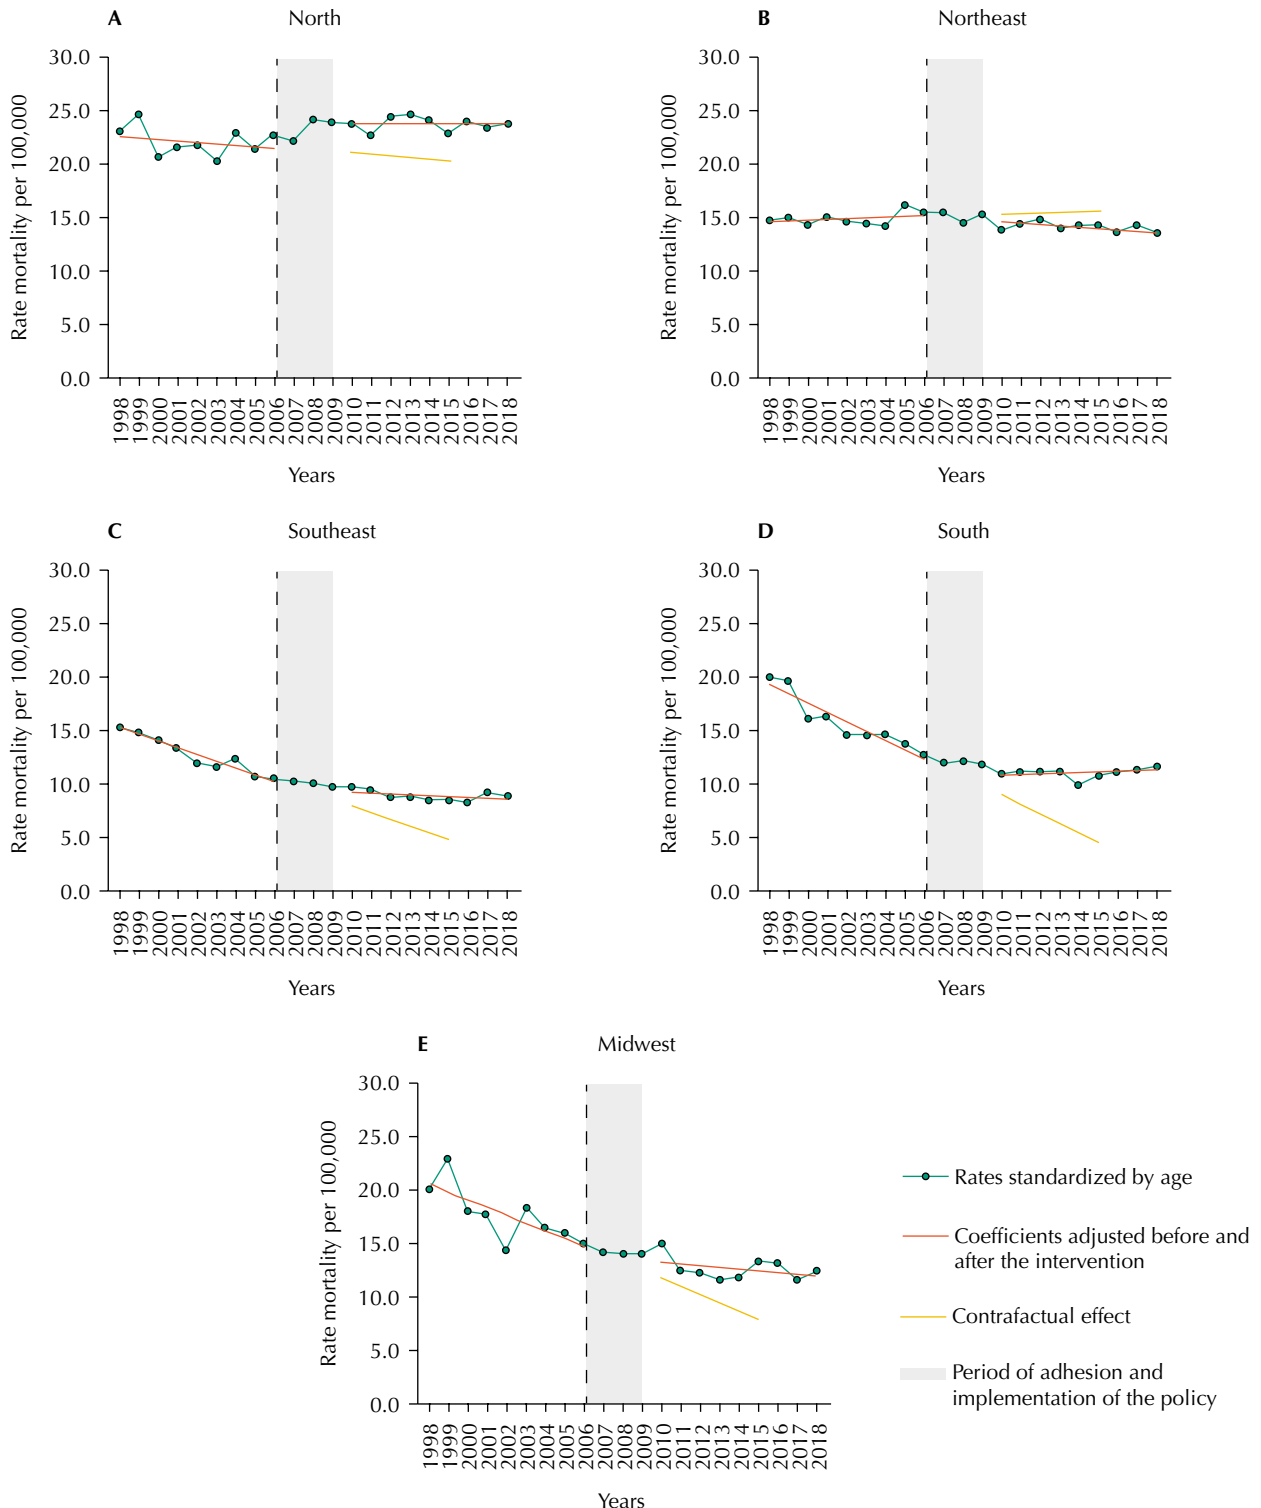 A North
30.0
25.0
20.0
15.0
10.0
5.0
0.0
Rate mortality per 100,000
1998 1999 2000 2001 2002 2003 2004 2005 2006 2007 2008 2009 2010 2011 2012 2013 2014 2015 2016 2017 2018
Years
B Northeast
30.0
25.0
20.0
15.0
10.0
5.0
0.0
Rate mortality per 100,000
1998 1999 2000 2001 2002 2003 2004 2005 2006 2007 2008 2009 2010 2011 2012 2013 2014 2015 2016 2017 2018
Years
C Southeast
30.0
25.0
20.0
15.0
10.0
5.0
0.0
Rate mortality per 100,000
1998 1999 2000 2001 2002 2003 2004 2005 2006 2007 2008 2009 2010 2011 2012 2013 2014 2015 2016 2017 2018
Years
D South
30.0
25.0
20.0
15.0
10.0
5.0
0.0
Rate mortality per 100,000
1998 1999 2000 2001 2002 2003 2004 2005 2006 2007 2008 2009 2010 2011 2012 2013 2014 2015 2016 2017 2018
Years
E Midwest
30.0
25.0
20.0
15.0
10.0
5.0
0.0
Rate mortality per 100,000
1998 1999 2000 2001 2002 2003 2004 2005 2006 2007 2008 2009 2010 2011 2012 2013 2014 2015 2016 2017 2018
Years
Rates standardized by age
Coefficients adjusted before and
after the intervention
Contrafactual effect
Period of adhesion and
implementation of the policy